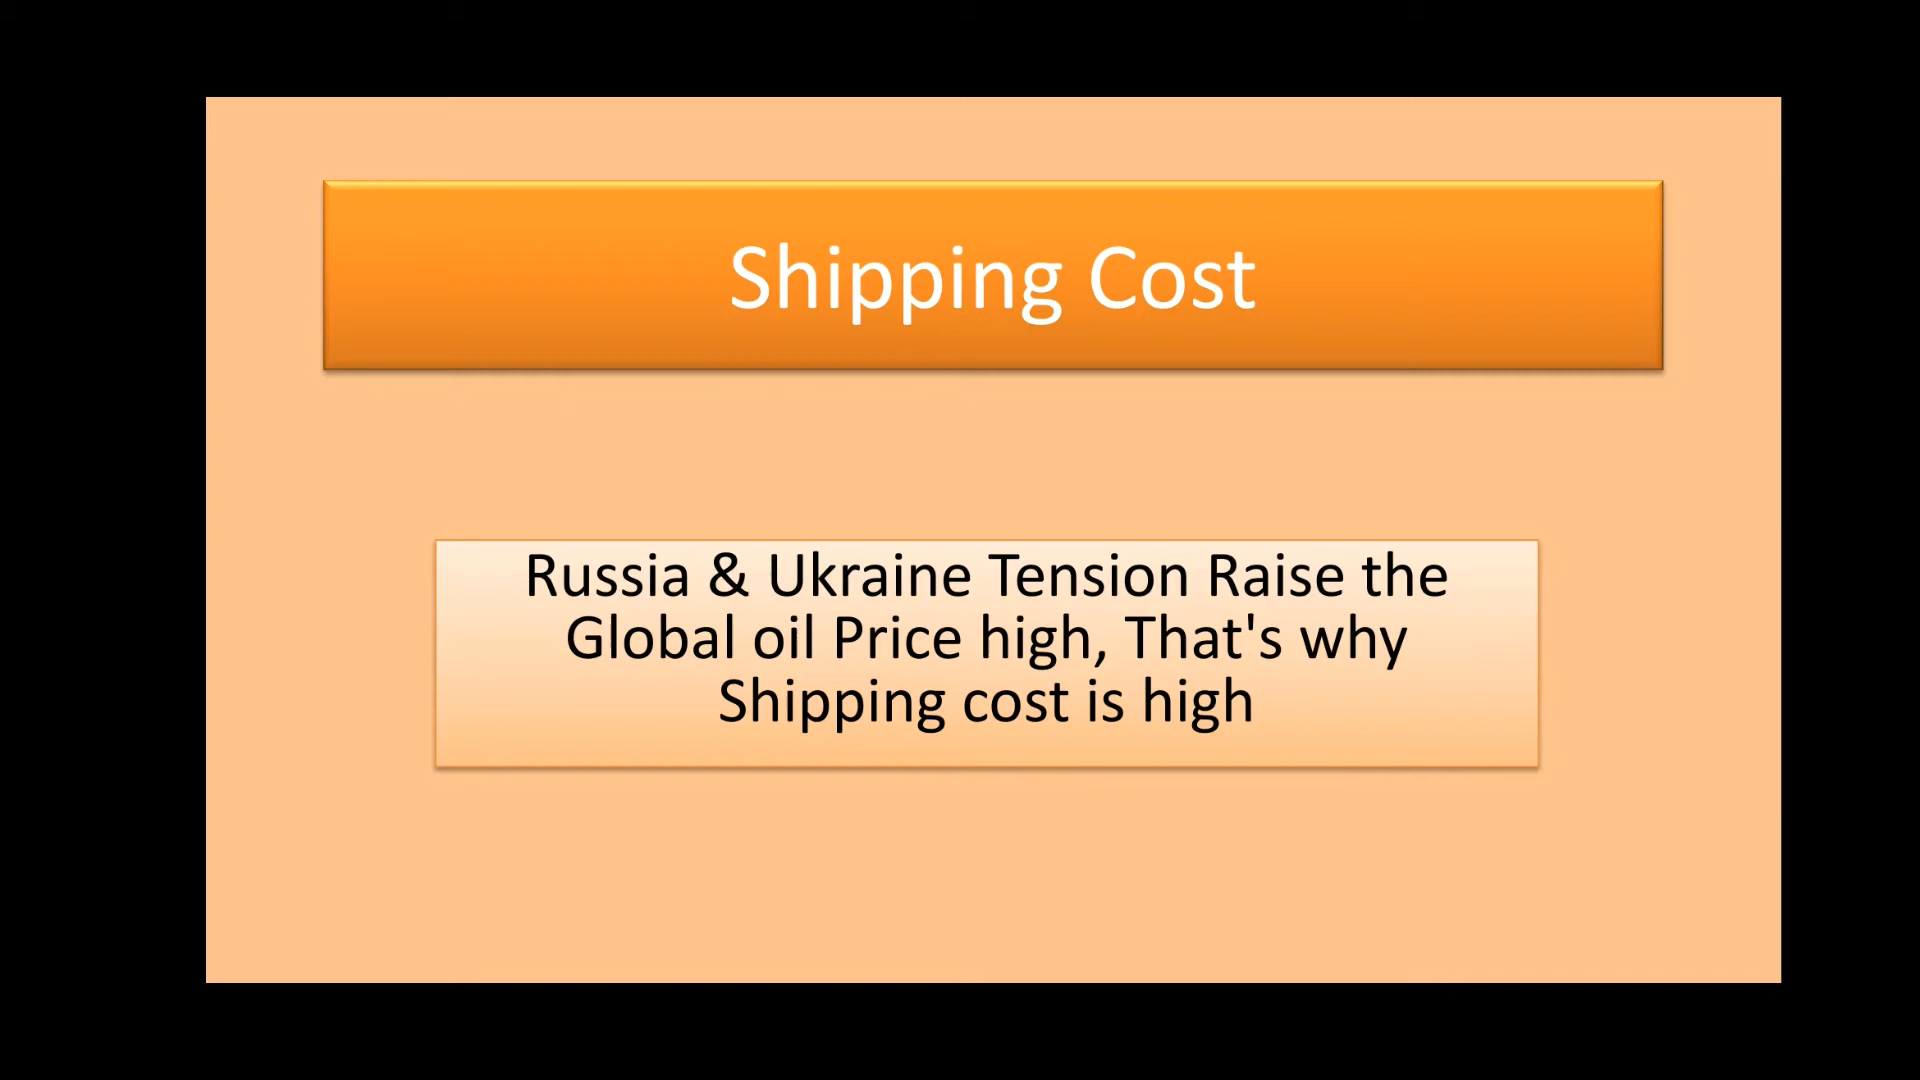 Shipping Cost
Russia & Ukraine Tension Raise the
Global oil Price high, That's why
Shipping cost is high